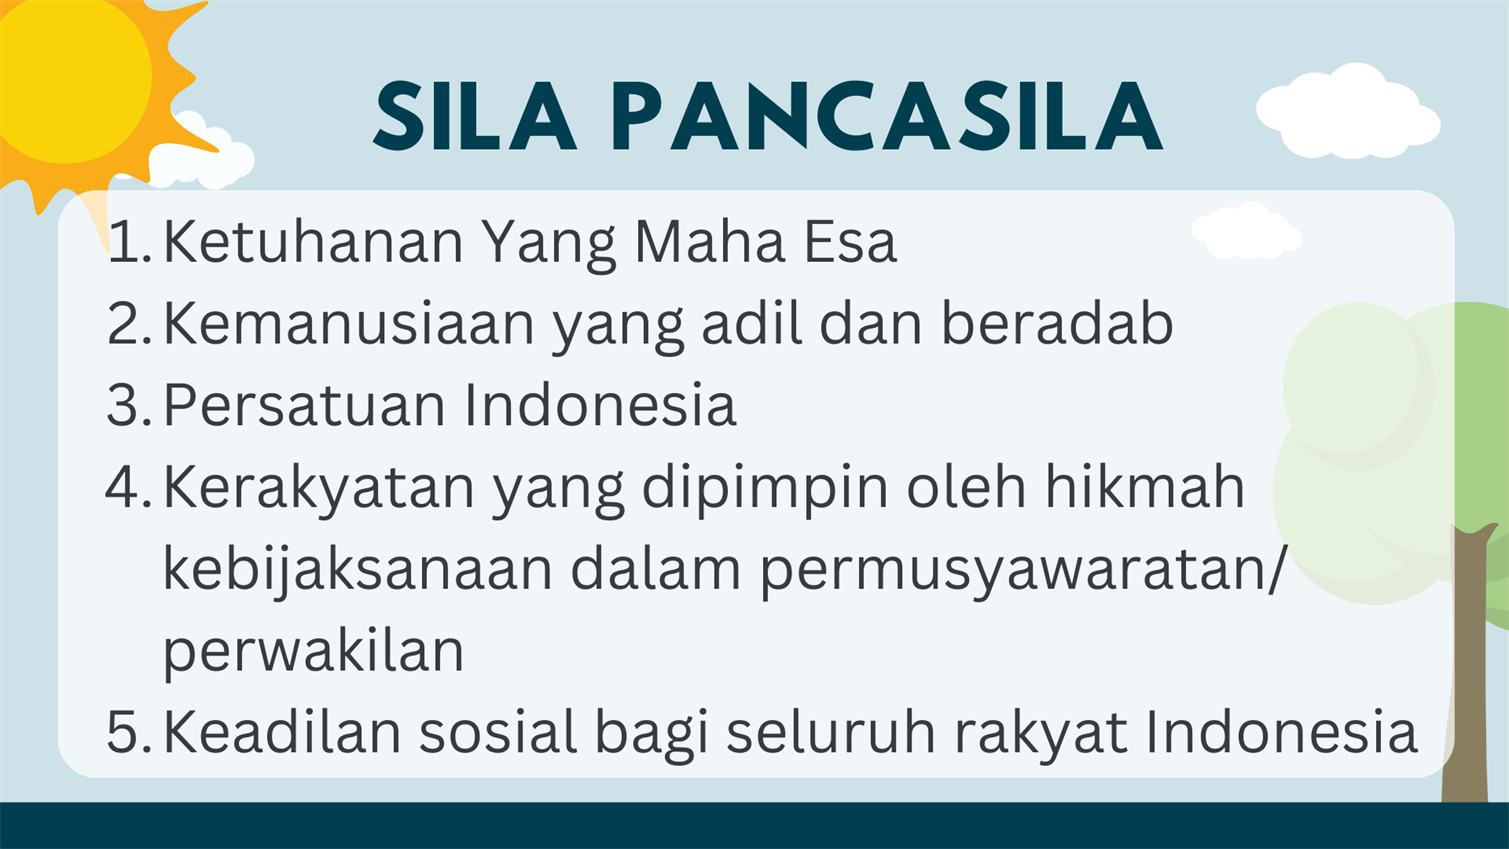 SILA PANCASILA
1. Ketuhanan Yang Maha Esa
2. Kemanusiaan yang adil dan beradab
3. Persatuan Indonesia
4. Kerakyatan yang dipimpin oleh hikmah
kebijaksanaan dalam permusyawaratan/
perwakilan
5. Keadilan sosial bagi seluruh rakyat Indonesia